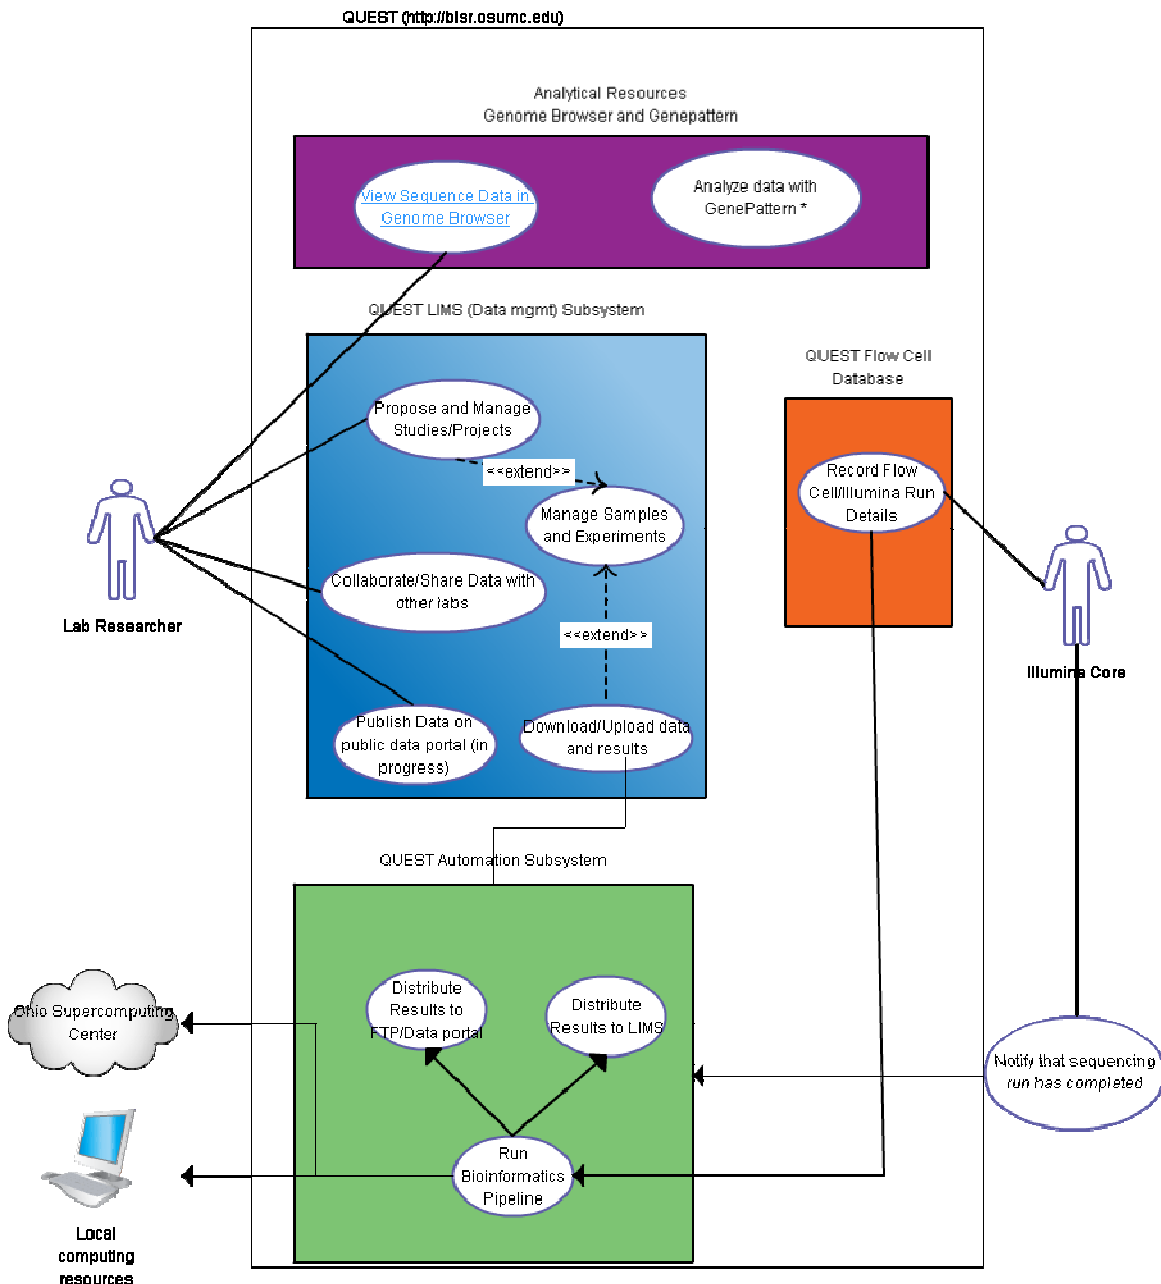 QUEST (http://bisr.osumc.edu)
Analytical Resources
Genome Browser and Genepattern
View Sequence Data in
Genome Browser
Analyze data with
GenePattern *
QUEST LIMS (Data mgmt) Subsystem
QUEST Flow Cell
Database
Propose and Manage
Studies/Projects
<<extend>>
Record Flow
Cell/Illumina Run
Details
Manage Samples
and Experiments
Collaborate/Share Data with
other labs
Lab Researcher
<<extend>>
Illumina Core
Publish Data on
public data portal (in
progress)
Download/Upload data
and results
QUEST Automation Subsystem
Distribute
Results to
FTP/Data portal
Distribute
Results to LIMS
Ohio Supercomputing
Center
Notify that sequencing
run has completed
Run
Bioinformatics
Pipeline
Local
computing
resources